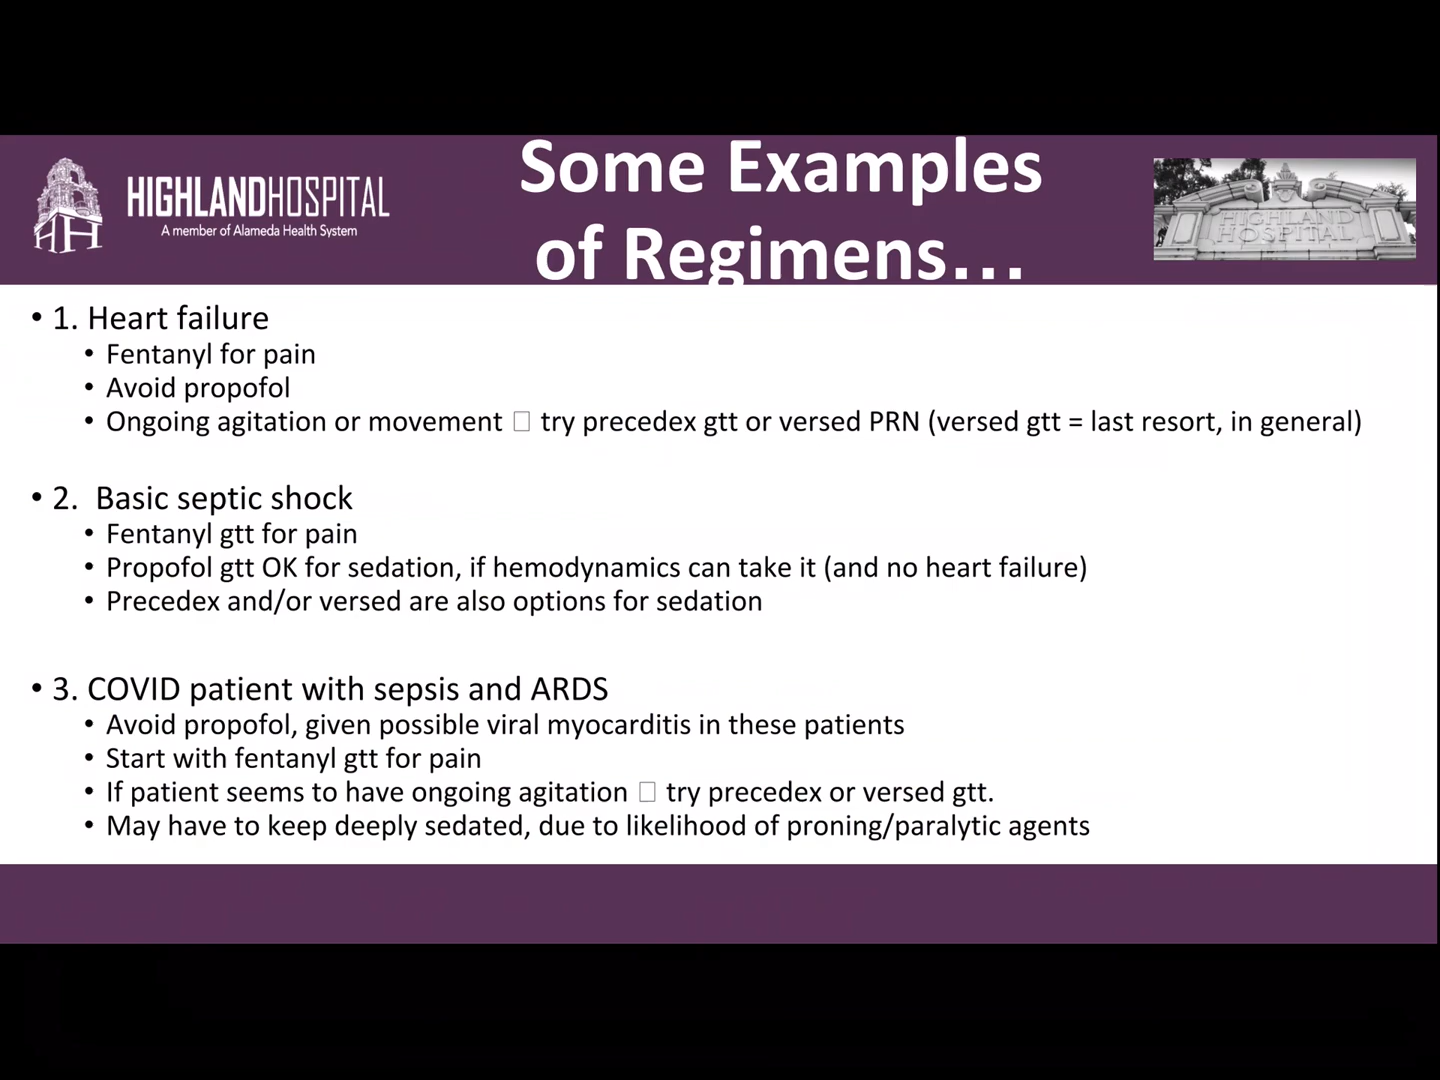 HIGHLANDHOSPITAL
A member of Alameda Health System
Some Examples
of Regimens...
HIGHLAND
HOSPITAL
• 1. Heart failure
• Fentanyl for pain
• Avoid propofol
• Ongoing agitation or movement □ try precedex gtt or versed PRN (versed gtt = last resort, in general)
• 2. Basic septic shock
• Fentanyl gtt for pain
• Propofol gtt OK for sedation, if hemodynamics can take it (and no heart failure)
• Precedex and/or versed are also options for sedation
• 3. COVID patient with sepsis and ARDS
• Avoid propofol, given possible viral myocarditis in these patients
• Start with fentanyl gtt for pain
• If patient seems to have ongoing agitation □ try precedex or versed gtt.
• May have to keep deeply sedated, due to likelihood of proning/paralytic agents